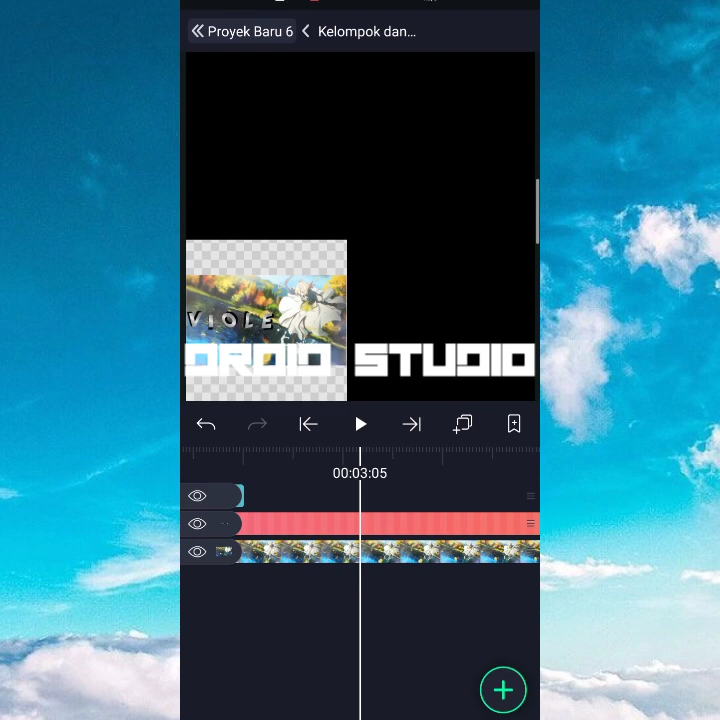 Proyek Baru 6
Kelompok dan...
VIOLE
DROID STUDIO
00:03:05